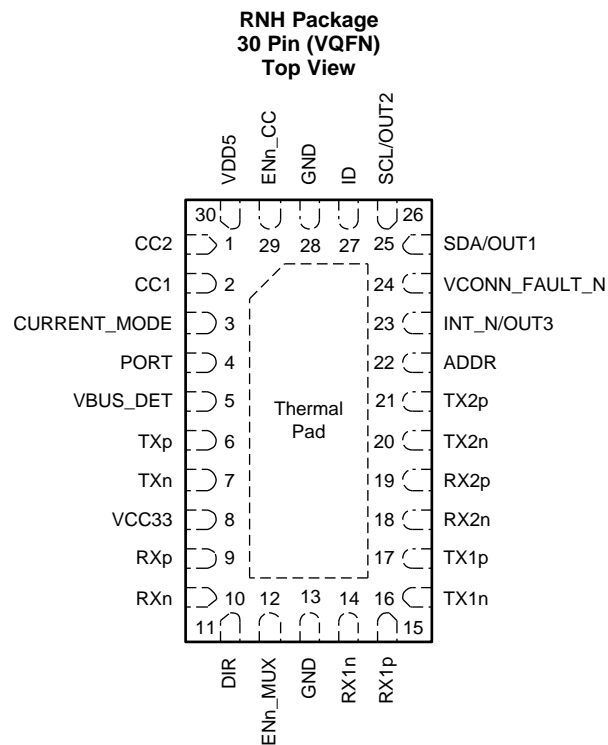 RNH Package
30 Pin (VQFN)
Top View
VDD5
ENn_CC
GND
ID
SCL/OUT2
30
29
28
27
26
CC2 1
25 SDA/OUT1
CC1 2
24 VCONN_FAULT_N
CURRENT_MODE 3
23 INT_N/OUT3
PORT 4
22 ADDR
VBUS_DET 5
21 TX2p
TXp 6
20 TX2n
TXn 7
19 RX2p
VCC33 8
18 RX2n
RXp 9
17 TX1p
RXn 10
16 TX1n
Thermal
Pad
11
12
13
14
15
DIR
ENn_MUX
GND
RX1n
RX1p